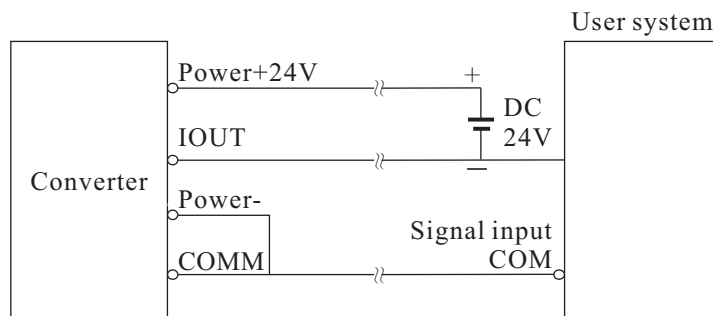 User system
Power+24V
+
DC
24V
IOUT
−
Converter
Power-
Signal input
COM
COMM